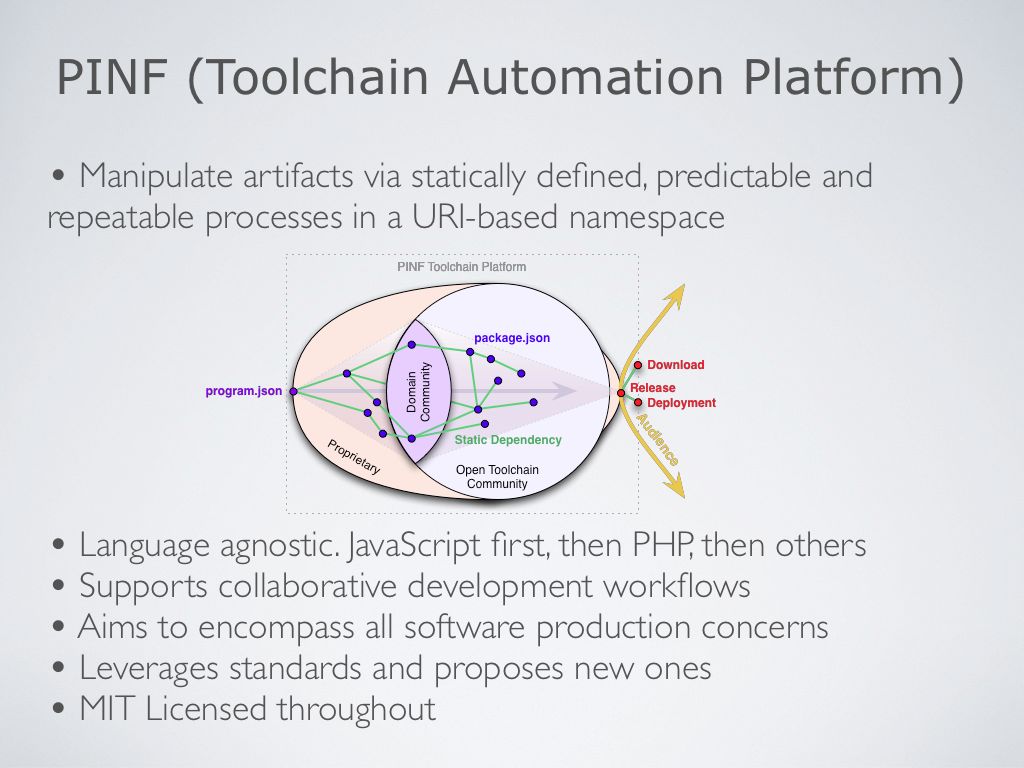 PINF (Toolchain Automation Platform)
• Manipulate artifacts via statically defined, predictable and
repeatable processes in a URI-based namespace
PINF Toolchain Platform
package.json
Download
program.json
Domain
Community
Release
Deployment
Static Dependency
Audience
Proprietary
Open Toolchain
Community
• Language agnostic. JavaScript first, then PHP, then others
• Supports collaborative development workflows
• Aims to encompass all software production concerns
• Leverages standards and proposes new ones
• MIT Licensed throughout